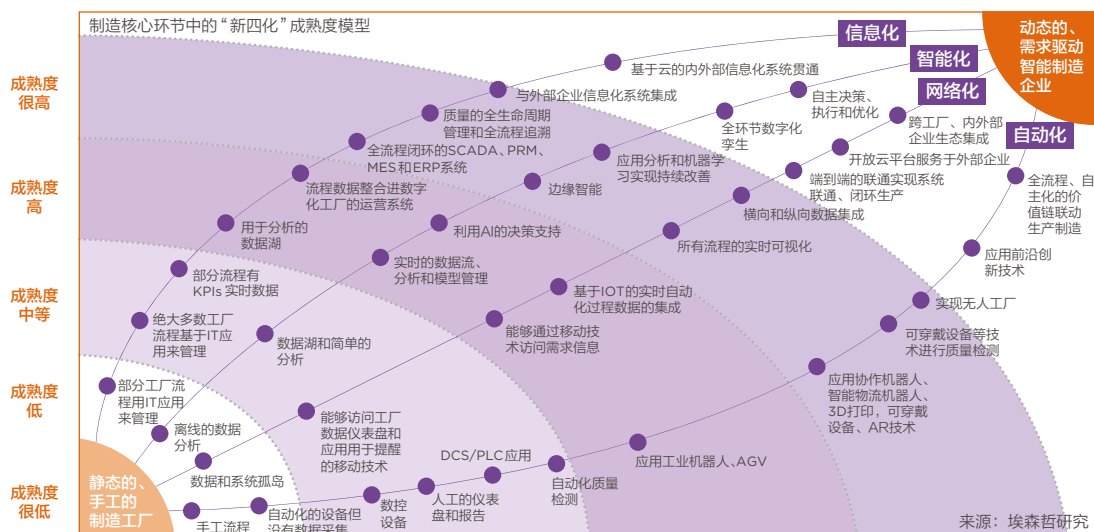 制造核心环节中的“新四化”成熟度模型
成熟度
很高
成熟度
高
成熟度
中等
成熟度
低
成熟度
很低
动态的、
需求驱动
智能制造
企业
静态的、
手工的
制造工厂
信息化
基于云的内外部信息化系统贯通
与外部企业信息化系统集成
质量的全生命周期
管理和全流程追溯
全流程闭环的SCADA、PRM、
MES和ERP系统
流程数据整合进数字
化工厂的运营系统
用于分析的
数据湖
部分流程有
KPIs 实时数据
绝大多数工厂
流程基于IT应
用来管理
部分工厂流
程用IT应用
来管理
智能化
自主决策、
执行和优化
全环节数字化
孪生
应用分析和机器学
习实现持续改善
边缘智能
利用AI的决策支持
实时的数据流、
分析和模型管理
数据湖和简单的
分析
离线的数据
分析
网络化
跨工厂、内外部
企业生态集成
开放云平台服务于外部企业
端到端的联通实现系统
联通、闭环生产
横向和纵向数据集成
所有流程的实时可视化
基于IOT的实时自动
化过程数据的集成
能够通过移动技
术访问需求信息
能够访问工厂
数据仪表盘和
应用用于提醒
的移动技术
数据和系统孤岛
自动化
全流程、自
主化的价
值链联动
生产制造
应用前沿创
新技术
实现无人工厂
可穿戴设备等技
术进行质量检测
应用协作机器人、
智能物流机器人、
3D打印，可穿戴
设备、AR技术
应用工业机器人、AGV
自动化质量
检测
DCS/PLC应用
人工的仪表
盘和报告
数控
设备
自动化的设备但
没有数据采集
手工流程
来源：埃森哲研究